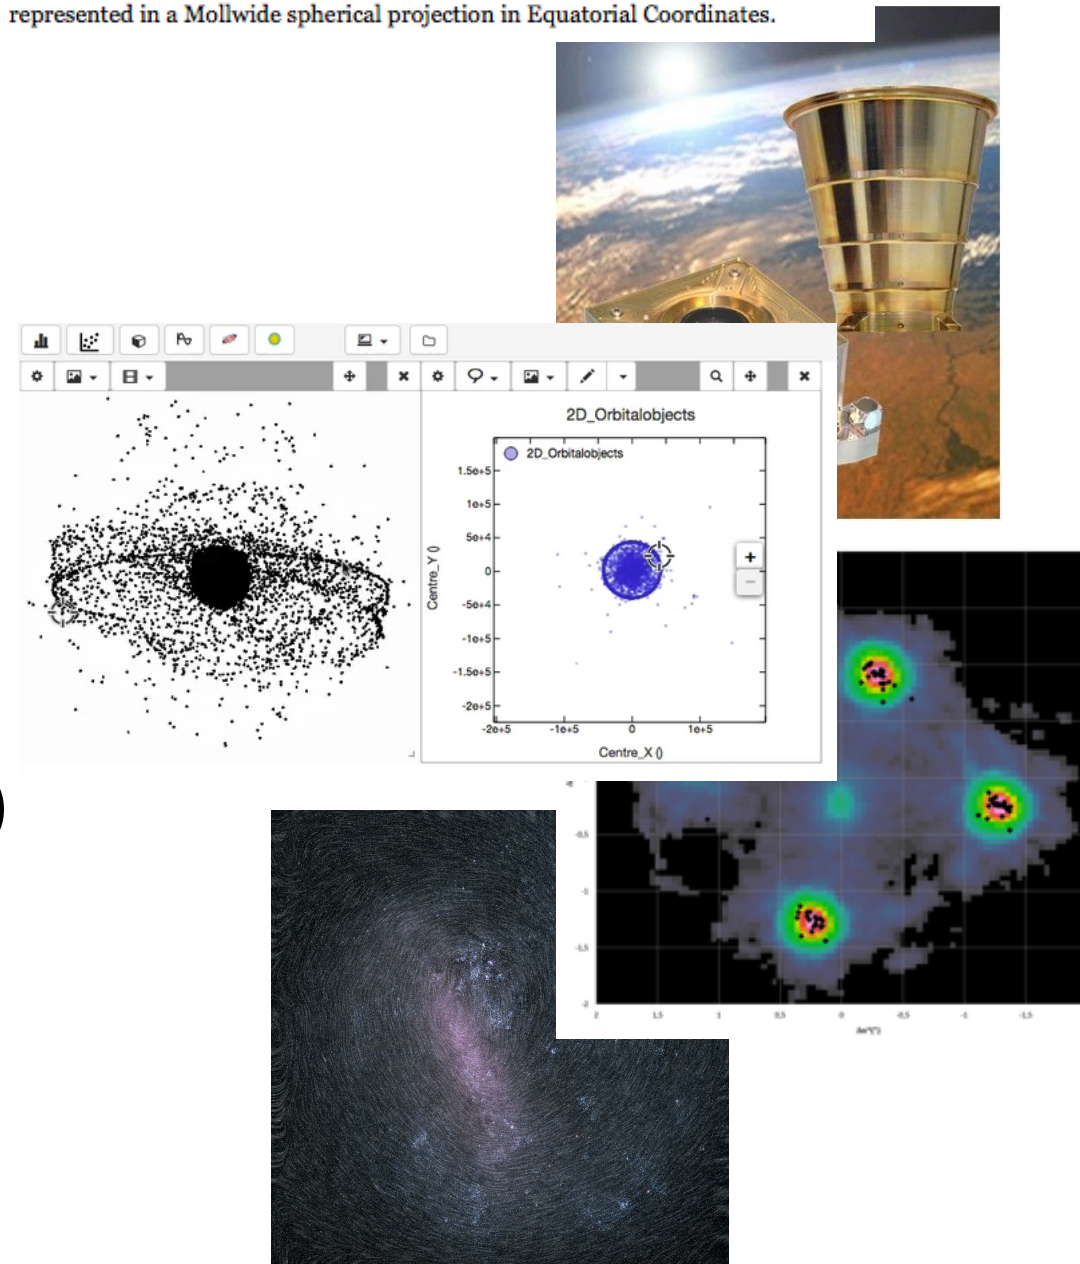 represented in a Mollwide spherical projection in Equatorial Coordinates.
2D_Orbitalobjects
2D_Orbitalobjects
1.5e+5
1e+5
5e+4
0
-5e+4
-1e+5
-1.5e+5
-2e+5
Centre_Y ()
-2e+5
-1e+5
0
1e+5
Centre_X ()
-0.5
-1
-1.5
-2
2
1.5
1
0.5
0
-0.5
-1
-1.5